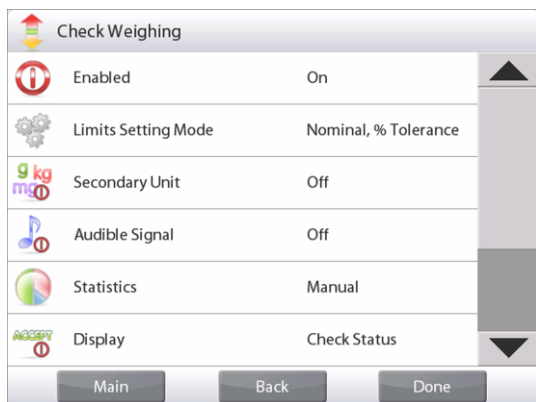 Check Weighing
Enabled On
Limits Setting Mode Nominal, % Tolerance
g kg
mg
Secondary Unit Off
Audible Signal Off
Statistics Manual
ACCEPT
Display Check Status
Main Back Done